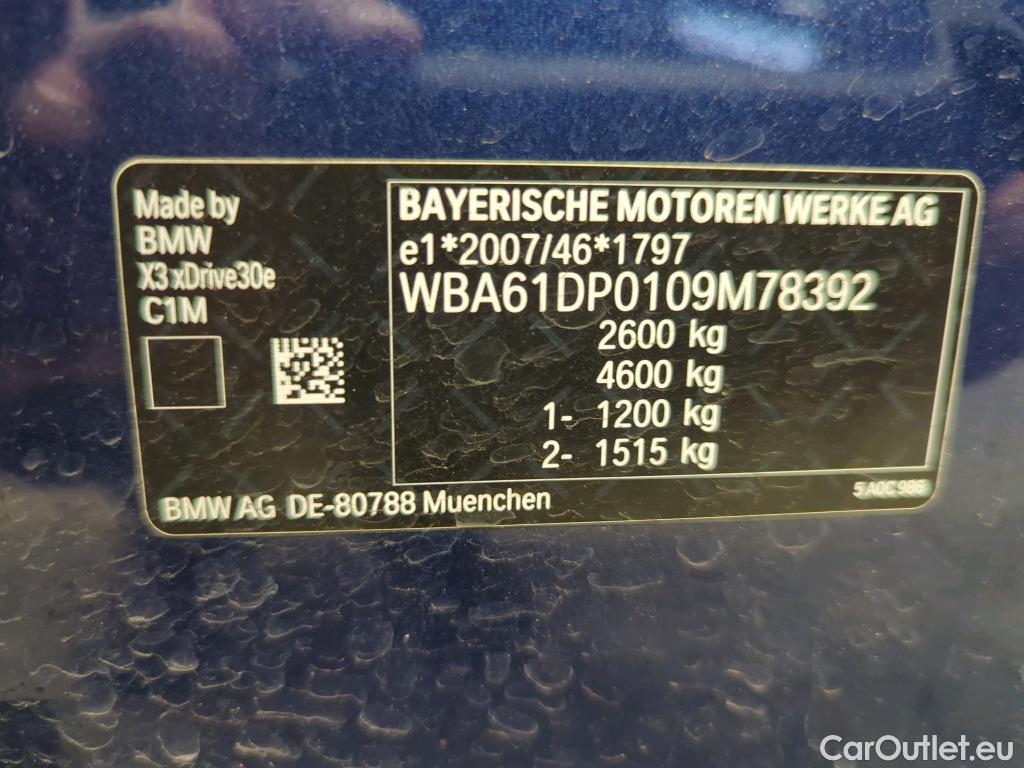 Made by
BMW
X3 xDrive30e
C1M
BAYERISCHE MOTOREN WERKE AG
e1*2007/46*1797
WBA61DP0109M78392
2600 kg
4600 kg
1- 1200 kg
2- 1515 kg
BMW AG DE-80788 Muenchen
5 A0C 986
CarOutlet.eu